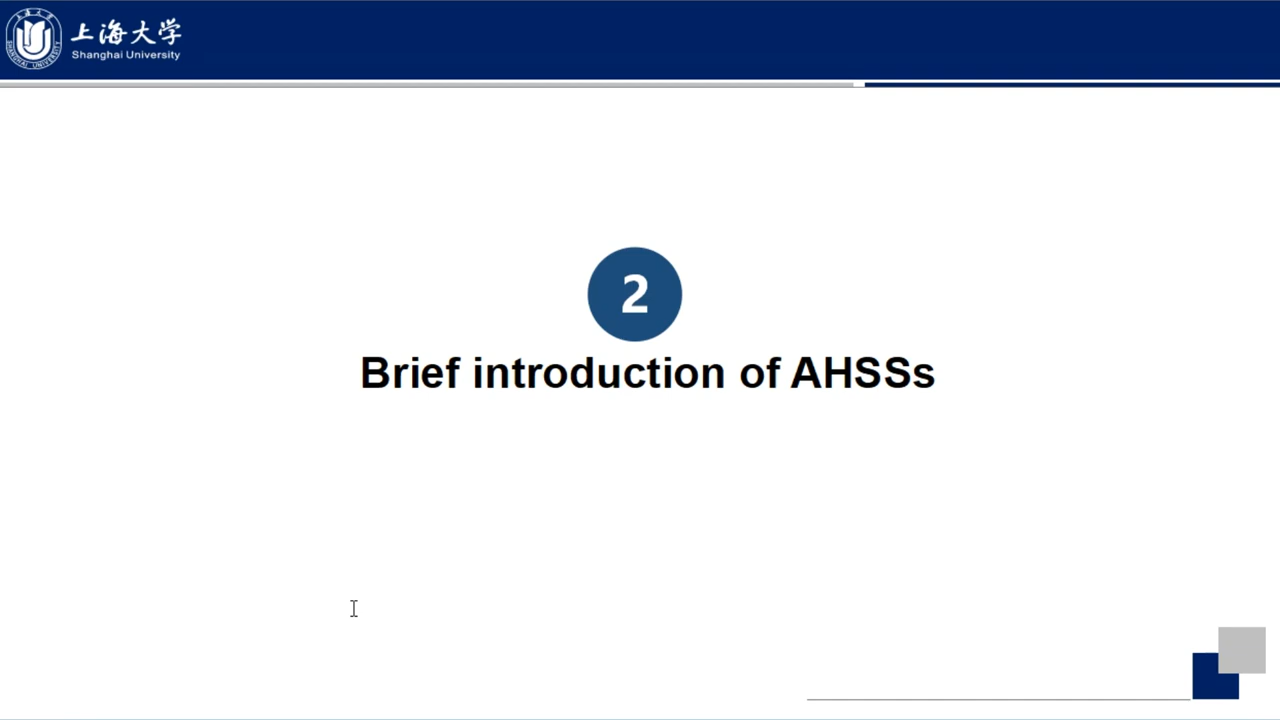 上海大学
Shanghai University
2
Brief introduction of AHSSs